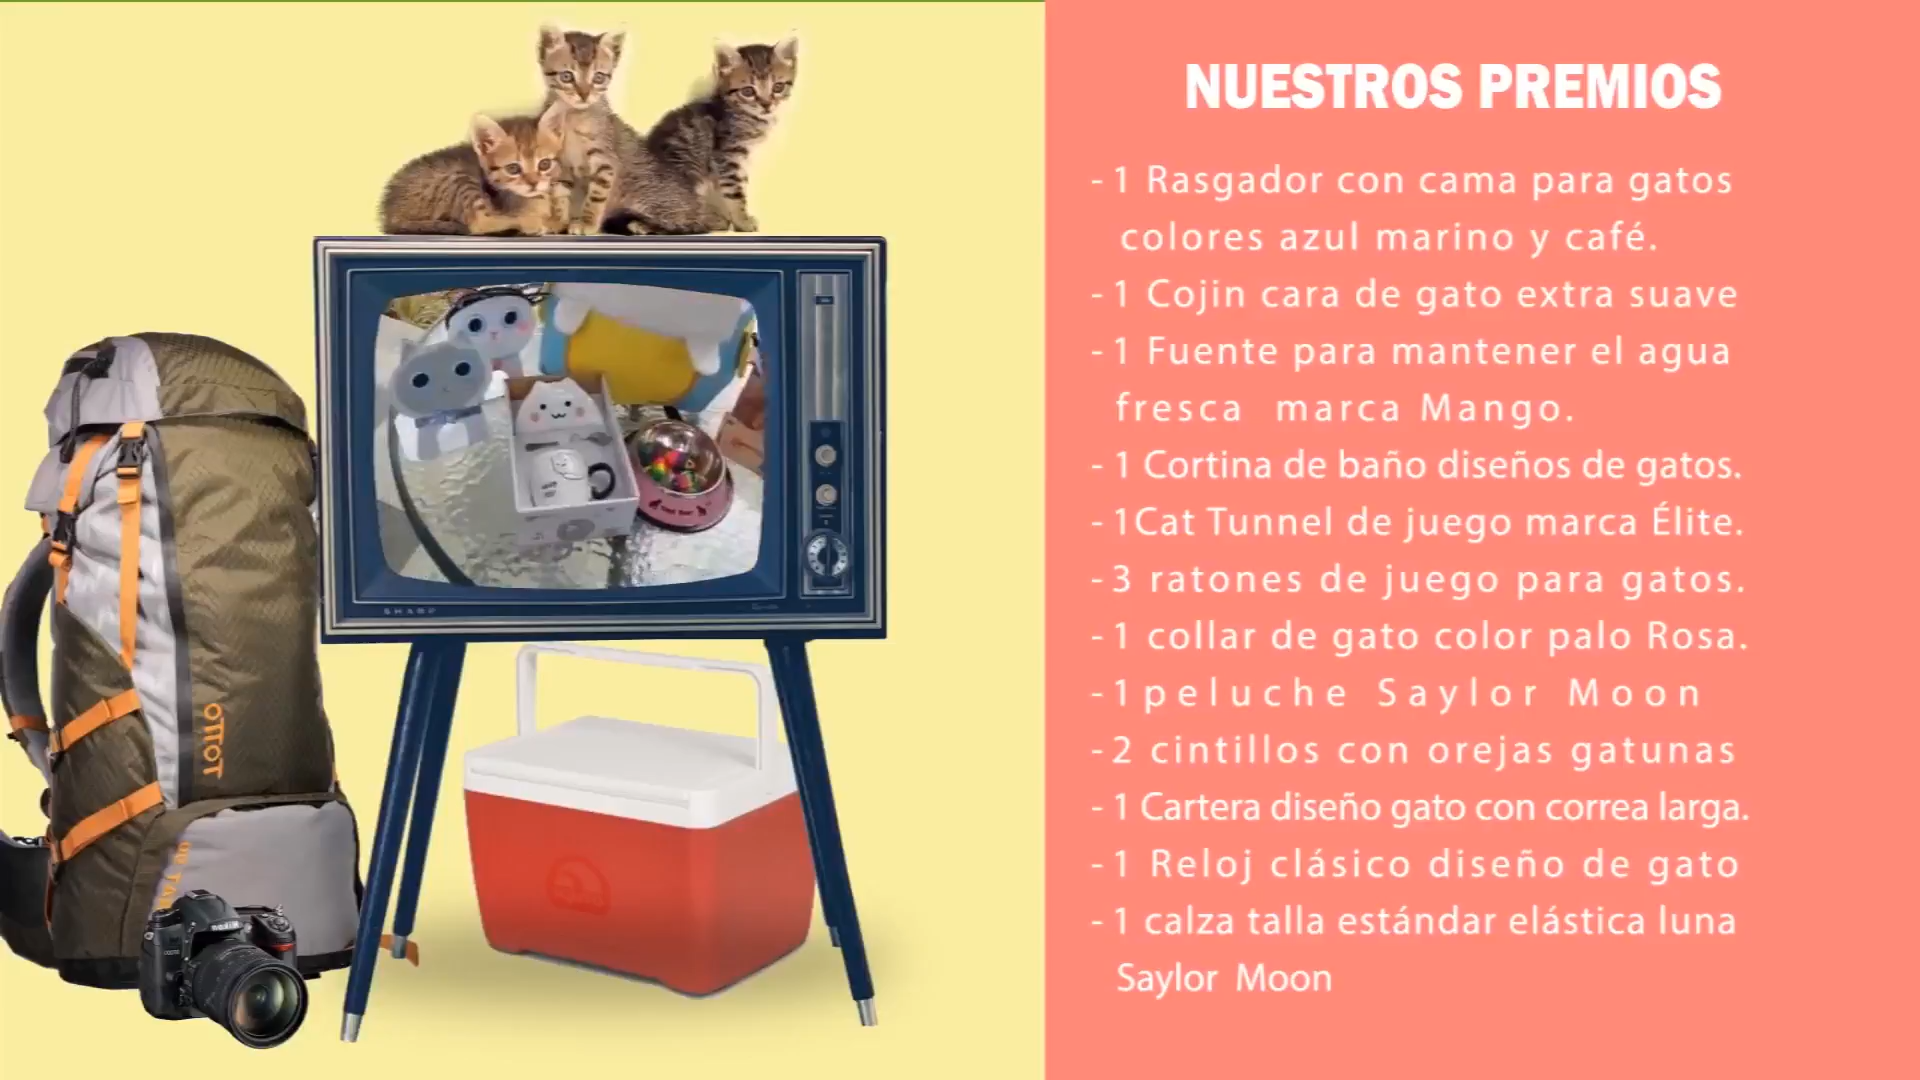 NUESTROS PREMIOS
- 1 Rasgador con cama para gatos
colores azul marino y café.
- 1 Cojin cara de gato extra suave
- 1 Fuente para mantener el agua
fresca marca Mango.
- 1 Cortina de baño diseños de gatos.
- 1Cat Tunnel de juego marca Élite.
- 3 ratones de juego para gatos.
- 1 collar de gato color palo Rosa.
- 1 peluche Saylor Moon
- 2 cintillos con orejas gatunas
- 1 Cartera diseño gato con correa larga.
- 1 Reloj clásico diseño de gato
- 1 calza talla estándar elástica luna
Saylor Moon
SHARP
TOTTO
Nikon